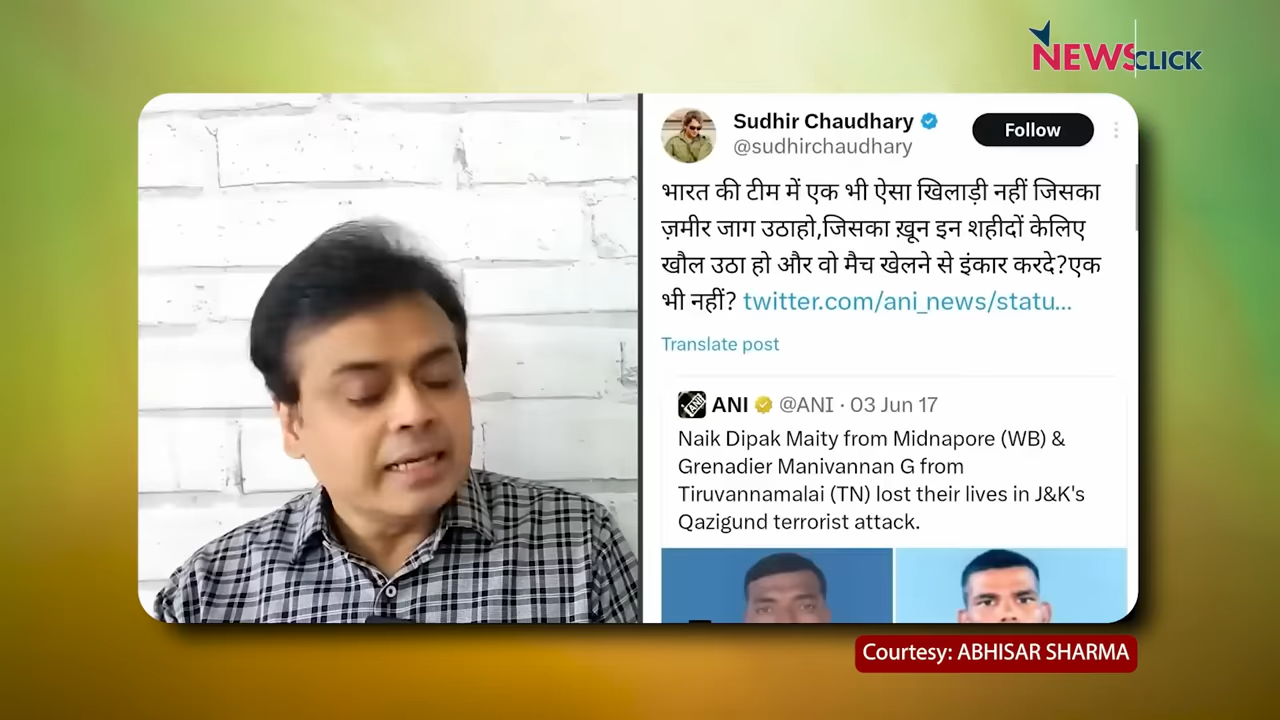 NEWSCLICK
Sudhir Chaudhary
Follow
@sudhirchaudhary
भारत की टीम में एक भी ऐसा खिलाड़ी नहीं जिसका
ज़मीर जाग उठाहो,जिसका ख़ून इन शहीदों केलिए
खौल उठा हो और वो मैच खेलने से इंकार करदे?एक
भी नहीं? twitter.com/ani_news/statu...
Translate post
ANI @ANI · 03 Jun 17
Naik Dipak Maity from Midnapore (WB) &
Grenadier Manivannan G from
Tiruvannamalai (TN) lost their lives in J&K's
Qazigund terrorist attack.
Courtesy: ABHISAR SHARMA